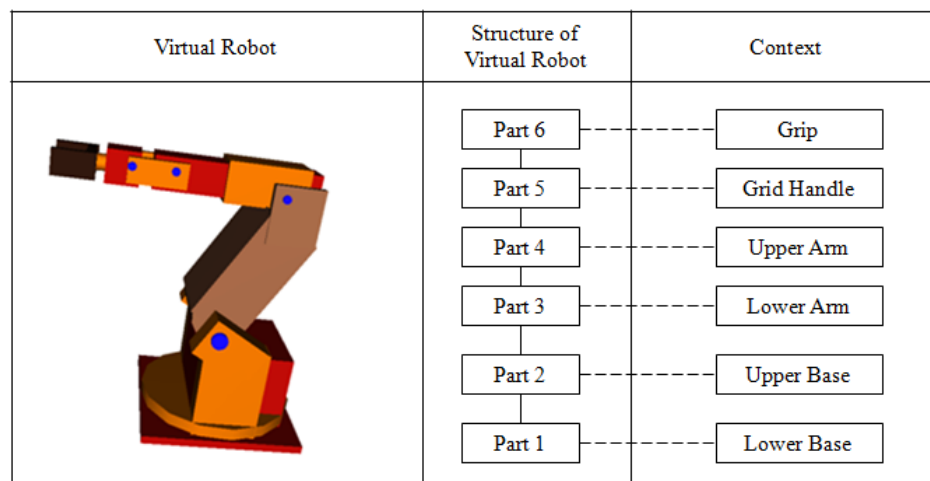 Virtual Robot
Structure of
Virtual Robot
Context
Part 6
Grip
Part 5
Grid Handle
Part 4
Upper Arm
Part 3
Lower Arm
Part 2
Upper Base
Part 1
Lower Base